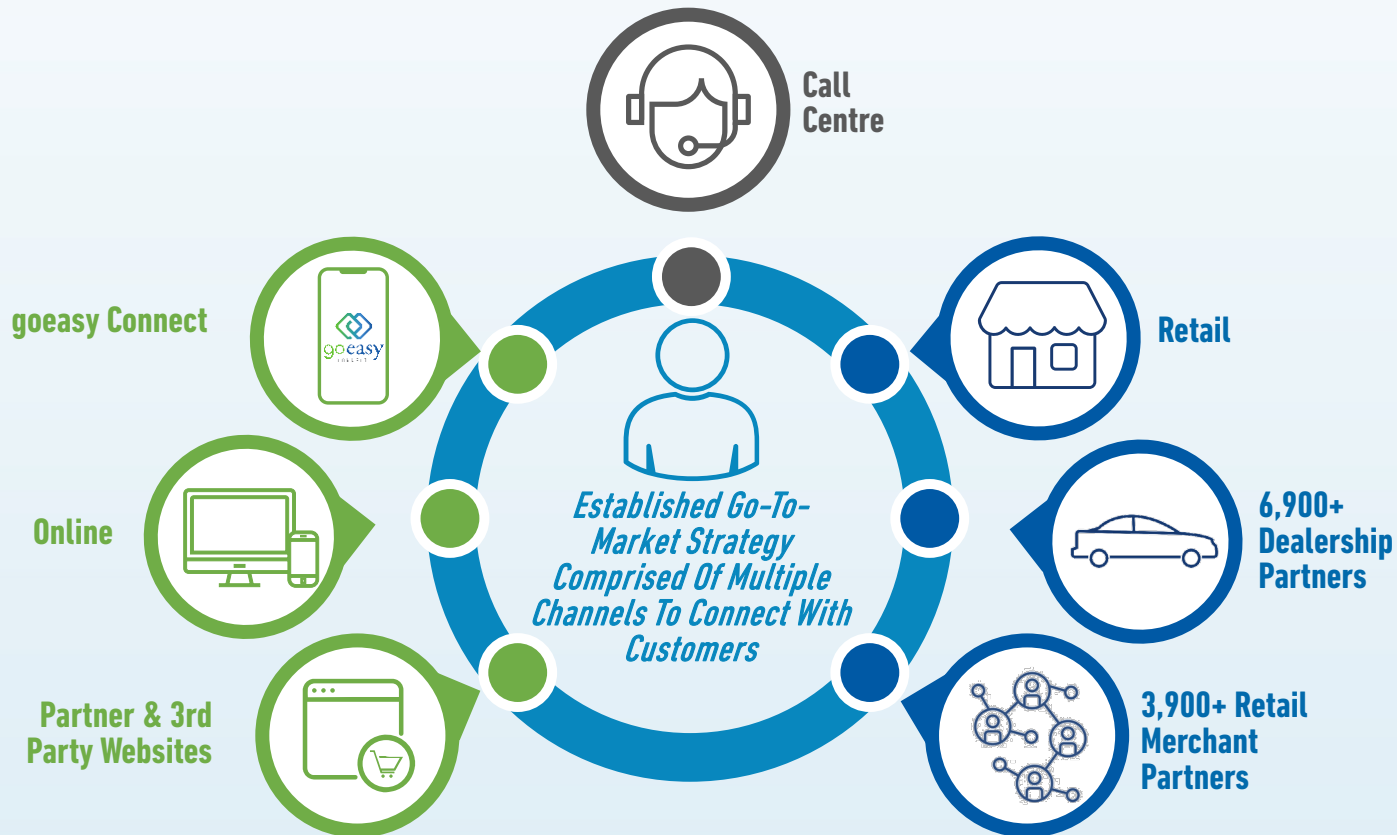 Call
Centre
goeasy Connect
goeasy
CONNECT
Retail
Online
Established Go-To-
Market Strategy
Comprised Of Multiple
Channels To Connect With
Customers
6,900+
Dealership
Partners
Partner & 3rd
Party Websites
3,900+ Retail
Merchant
Partners